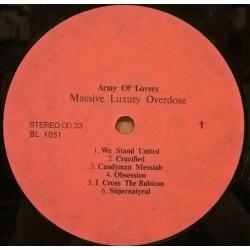 Army Of Lovers
Massive Luxury Overdose
STEREO ꝏ 33
BL 1051
1
1. We Stand United
2. Crucified
3. Candyman Messiah
4. Obsession
5. I Cross The Rubicon
6. Supernatyral